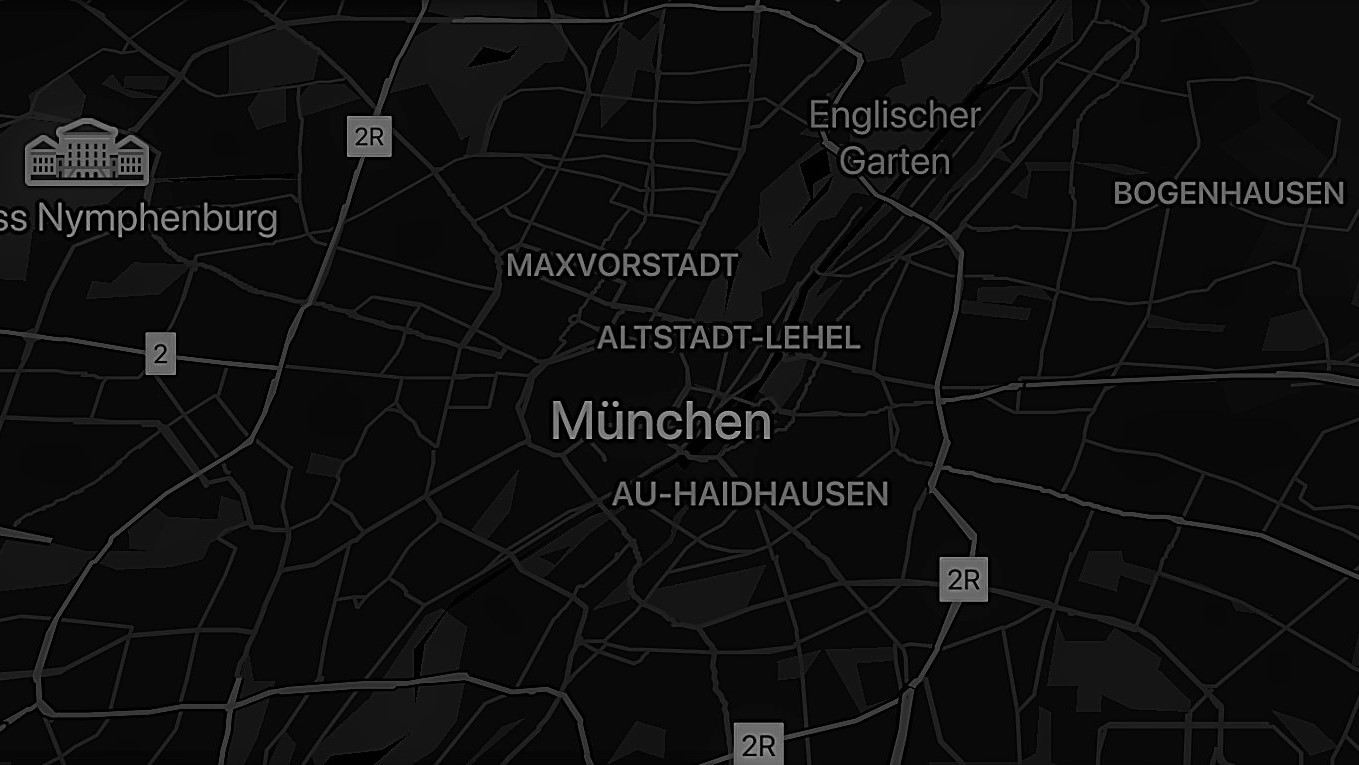 2R
Englischer
Garten
BOGENHAUSEN
ss Nymphenburg
MAXVORSTADT
ALTSTADT-LEHEL
2
München
AU-HAIDHAUSEN
2R
2R